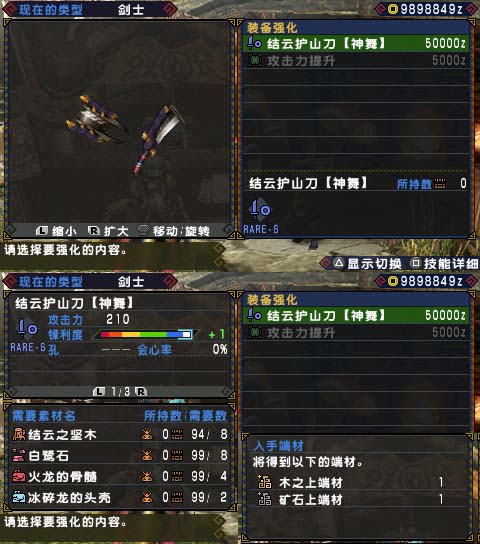 现在的类型 剑士
9898849z
装备强化
结云护山刀【神舞】 50000z
攻击力提升 5000z
结云护山刀【神舞】 所持数 0
RARE-6
L 缩小 R 扩大 移动/旋转
请选择要强化的内容。
△显示切换 □技能详细
现在的类型 剑士
9898849z
结云护山刀【神舞】
攻击力 210
锋利度 +1
RARE-6
孔 --- 会心率 0%
L 1/3 R
装备强化
结云护山刀【神舞】 50000z
攻击力提升 5000z
需要素材名 所持数/需要数
结云之坚木 0 94/ 8
白鹭石 0 99/ 8
火龙的骨髓 0 99/ 4
冰碎龙的头壳 0 99/ 2
入手端材
将得到以下的端材。
木之上端材 1
矿石上端材 1
请选择要强化的内容。